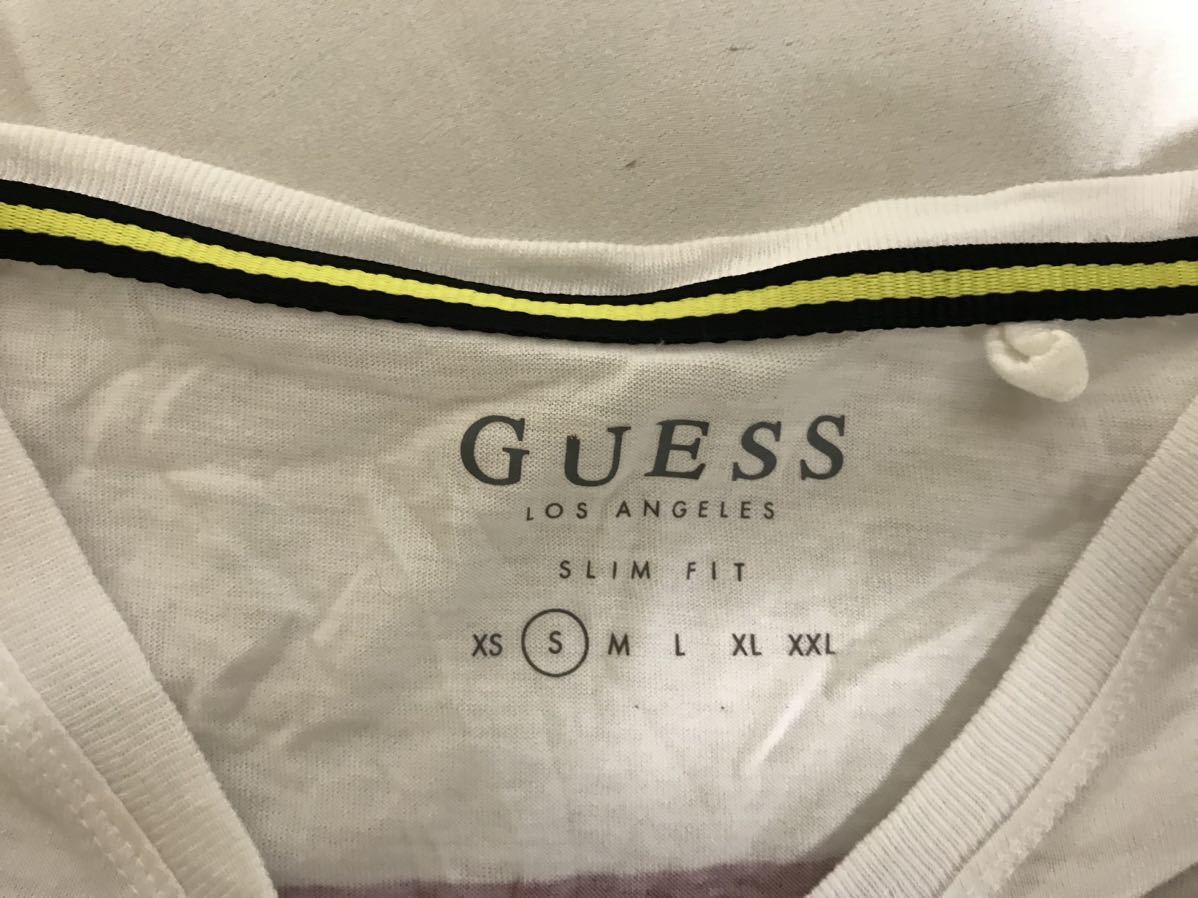 GUESS
LOS ANGELES
SLIM FIT
XS S M L XL XXL